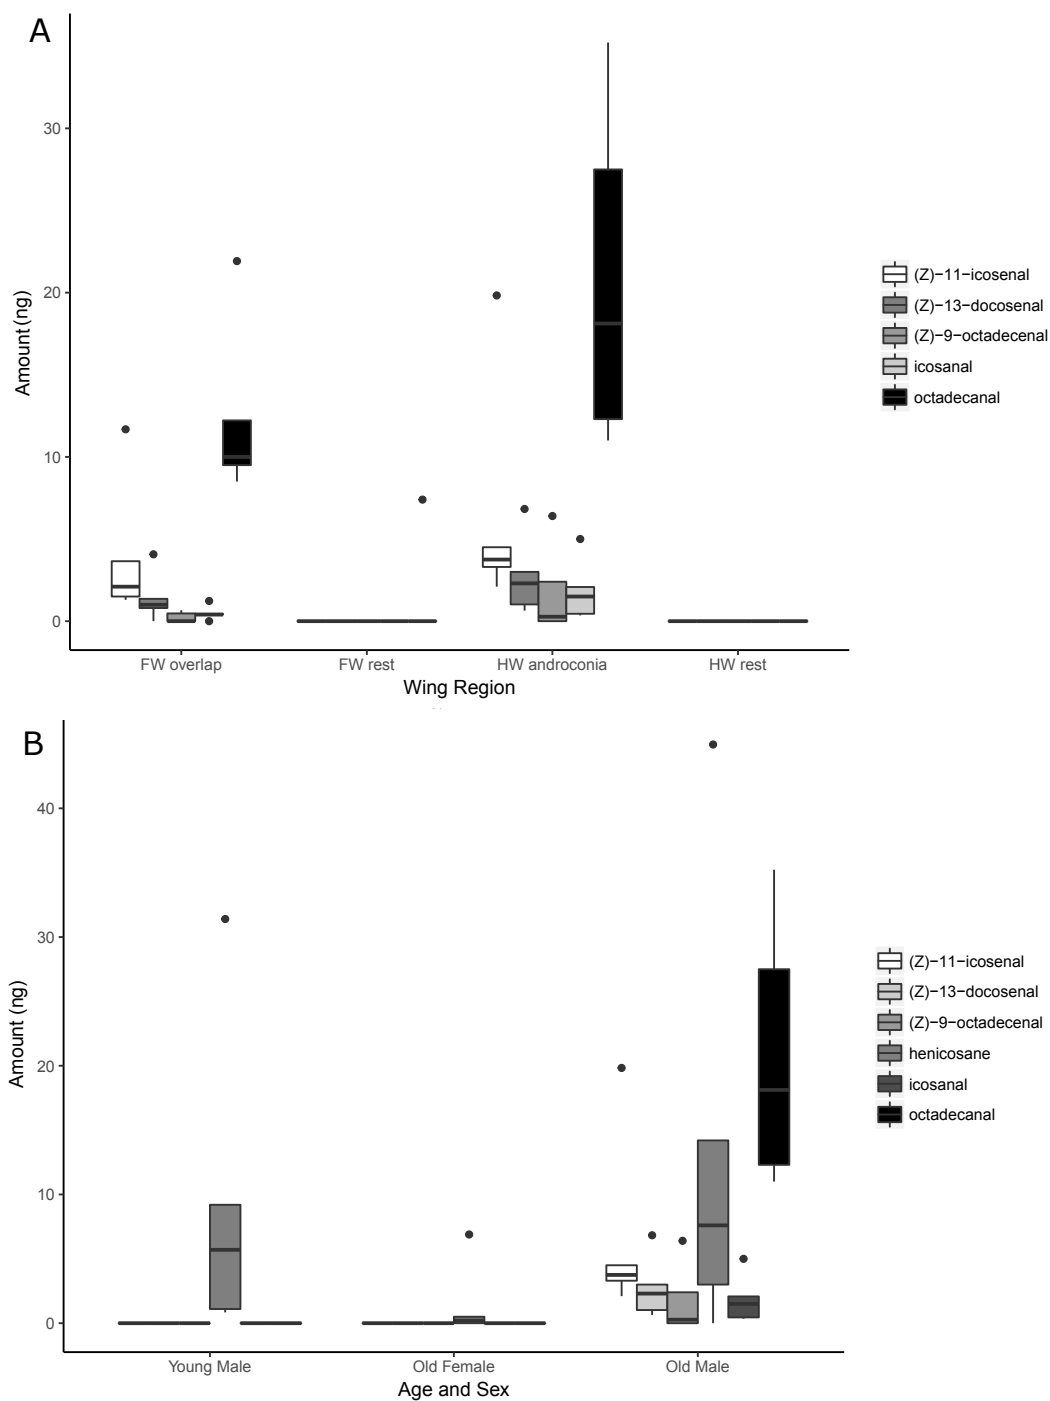 A
30
20
10
0
Amount (ng)
FW overlap FW rest HW androconia HW rest
Wing Region
(Z)−11−icosenal
(Z)−13−docosenal
(Z)−9−octadecenal
icosanal
octadecanal
B
40
30
20
10
0
Amount (ng)
Young Male Old Female Old Male
Age and Sex
(Z)−11−icosenal
(Z)−13−docosenal
(Z)−9−octadecenal
henicosane
icosanal
octadecanal